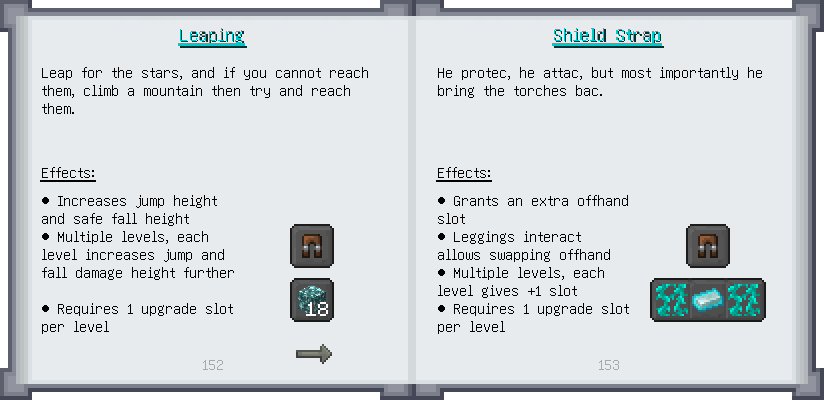 Leaping
Leap for the stars, and if you cannot reach
them, climb a mountain then try and reach
them.
Effects:
• Increases jump height
and safe fall height
• Multiple levels, each
level increases jump and
fall damage height further
• Requires 1 upgrade slot
per level
18
152
Shield Strap
He protec, he attac, but most importantly he
bring the torches bac.
Effects:
• Grants an extra offhand
slot
• Leggings interact
allows swapping offhand
• Multiple levels, each
level gives +1 slot
• Requires 1 upgrade slot
per level
153